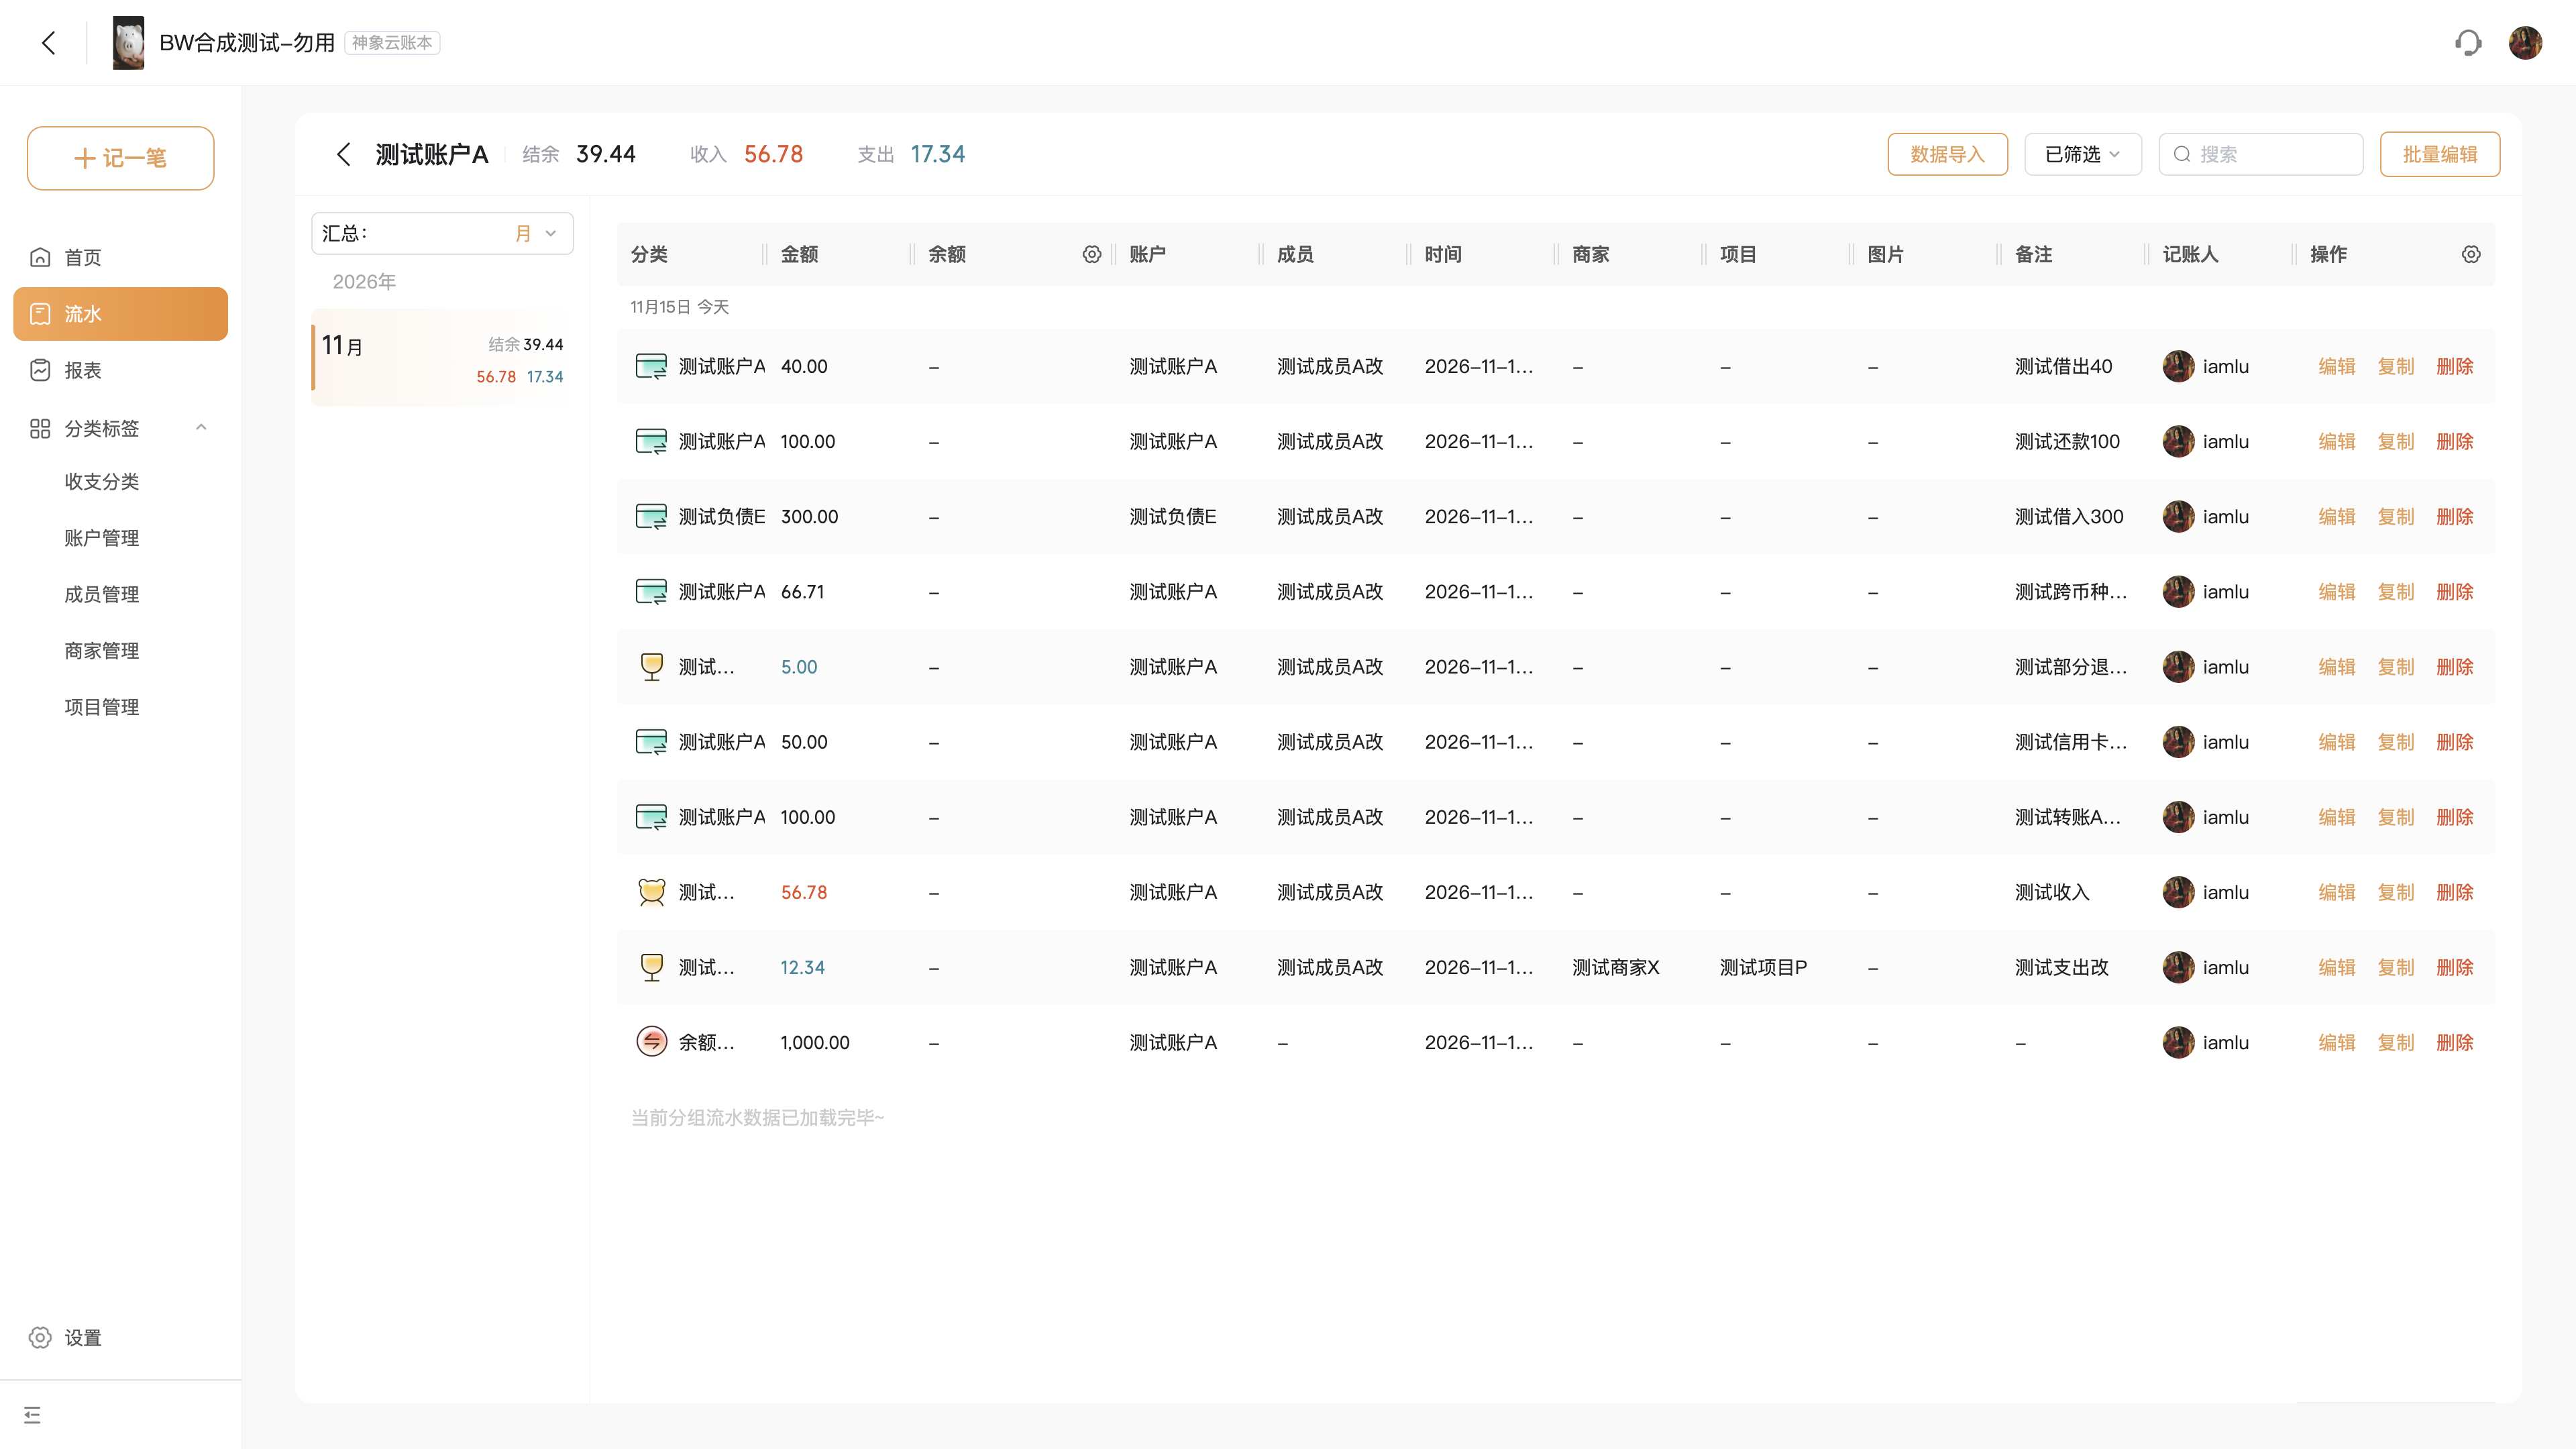 BW合成测试-勿用 神象云账本
记一笔
首页
流水
报表
分类标签
收支分类
账户管理
成员管理
商家管理
项目管理
设置
测试账户A 结余 39.44 收入 56.78 支出 17.34
数据导入 已筛选 搜索 批量编辑
汇总: 月
2026年
11月 结余39.44
56.78 17.34
分类 金额 余额 账户 成员 时间 商家 项目 图片 备注 记账人 操作
11月15日 今天
测试账户A 40.00 – 测试账户A 测试成员A改 2026-11-1... – – – 测试借出40 iamlu 编辑 复制 删除
测试账户A 100.00 – 测试账户A 测试成员A改 2026-11-1... – – – 测试还款100 iamlu 编辑 复制 删除
测试负债E 300.00 – 测试负债E 测试成员A改 2026-11-1... – – – 测试借入300 iamlu 编辑 复制 删除
测试账户A 66.71 – 测试账户A 测试成员A改 2026-11-1... – – – 测试跨币种... iamlu 编辑 复制 删除
测试... 5.00 – 测试账户A 测试成员A改 2026-11-1... – – – 测试部分退... iamlu 编辑 复制 删除
测试账户A 50.00 – 测试账户A 测试成员A改 2026-11-1... – – – 测试信用卡... iamlu 编辑 复制 删除
测试账户A 100.00 – 测试账户A 测试成员A改 2026-11-1... – – – 测试转账A... iamlu 编辑 复制 删除
测试... 56.78 – 测试账户A 测试成员A改 2026-11-1... – – – 测试收入 iamlu 编辑 复制 删除
测试... 12.34 – 测试账户A 测试成员A改 2026-11-1... 测试商家X 测试项目P – 测试支出改 iamlu 编辑 复制 删除
余额... 1,000.00 – 测试账户A – 2026-11-1... – – – – iamlu 编辑 复制 删除
当前分组流水数据已加载完毕~